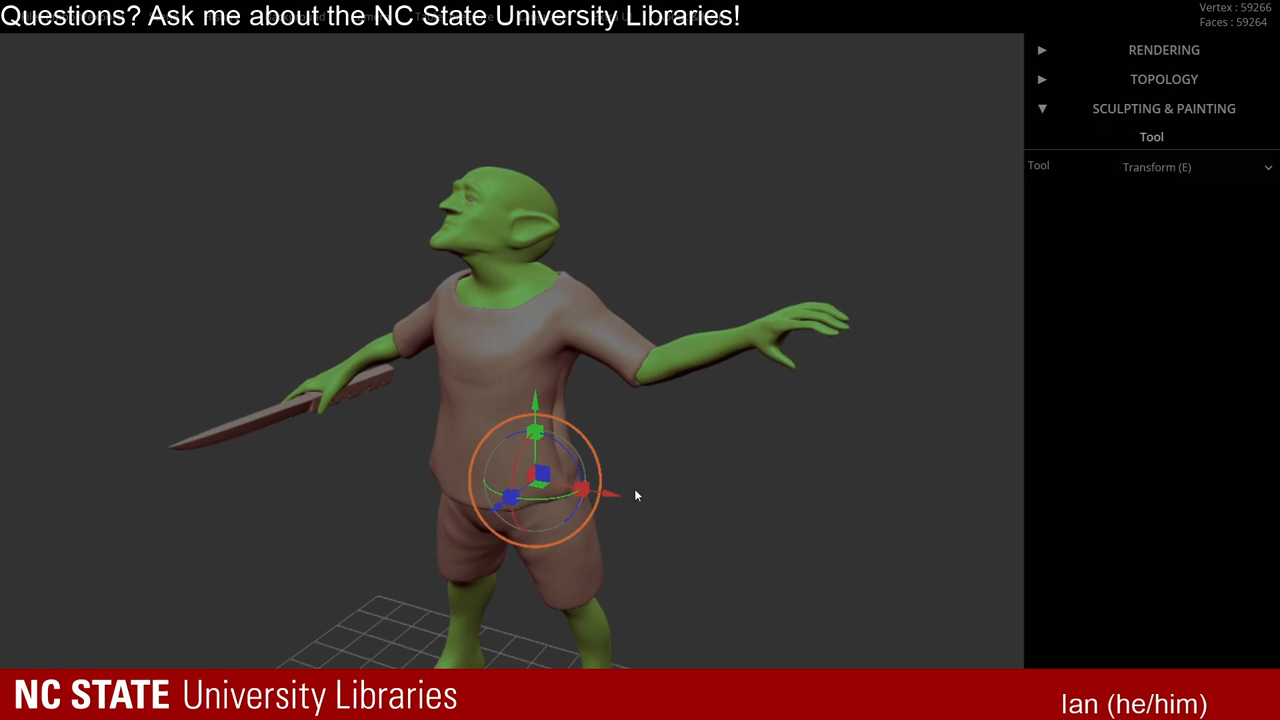 Questions? Ask me about the NC State University Libraries!
Vertex : 59266
Faces : 59264
RENDERING
TOPOLOGY
SCULPTING & PAINTING
Tool
Tool
Transform (E)
NC STATE University Libraries
Ian (he/him)